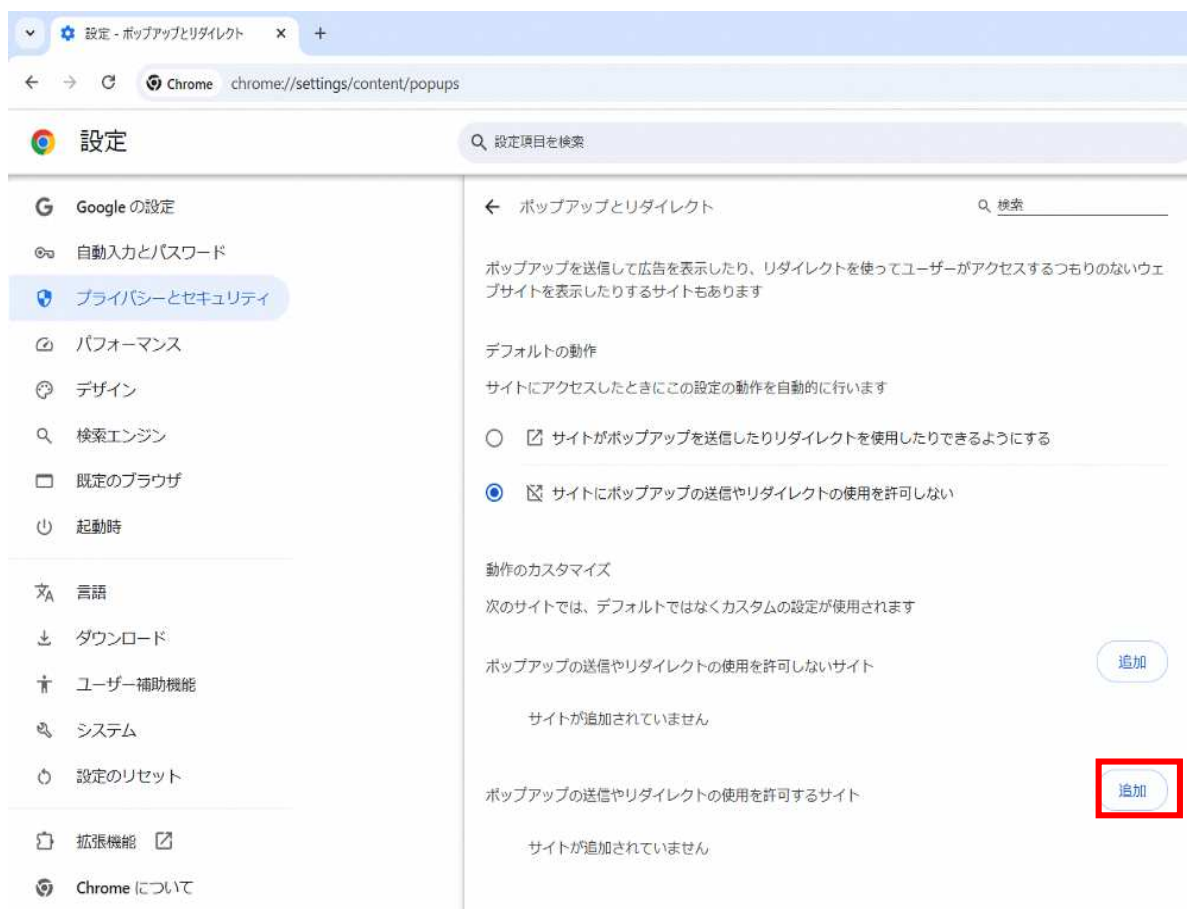 設定 - ポップアップとリダイレクト
Chrome chrome://settings/content/popups
設定
設定項目を検索
Google の設定
自動入力とパスワード
プライバシーとセキュリティ
パフォーマンス
デザイン
検索エンジン
既定のブラウザ
起動時
言語
ダウンロード
ユーザー補助機能
システム
設定のリセット
拡張機能
Chrome について
ポップアップとリダイレクト
検索
ポップアップを送信して広告を表示したり、リダイレクトを使ってユーザーがアクセスするつもりのないウェ
ブサイトを表示したりするサイトもあります
デフォルトの動作
サイトにアクセスしたときにこの設定の動作を自動的に行います
サイトがポップアップを送信したりリダイレクトを使用したりできるようにする
サイトにポップアップの送信やリダイレクトの使用を許可しない
動作のカスタマイズ
次のサイトでは、デフォルトではなくカスタムの設定が使用されます
ポップアップの送信やリダイレクトの使用を許可しないサイト
追加
サイトが追加されていません
ポップアップの送信やリダイレクトの使用を許可するサイト
追加
サイトが追加されていません